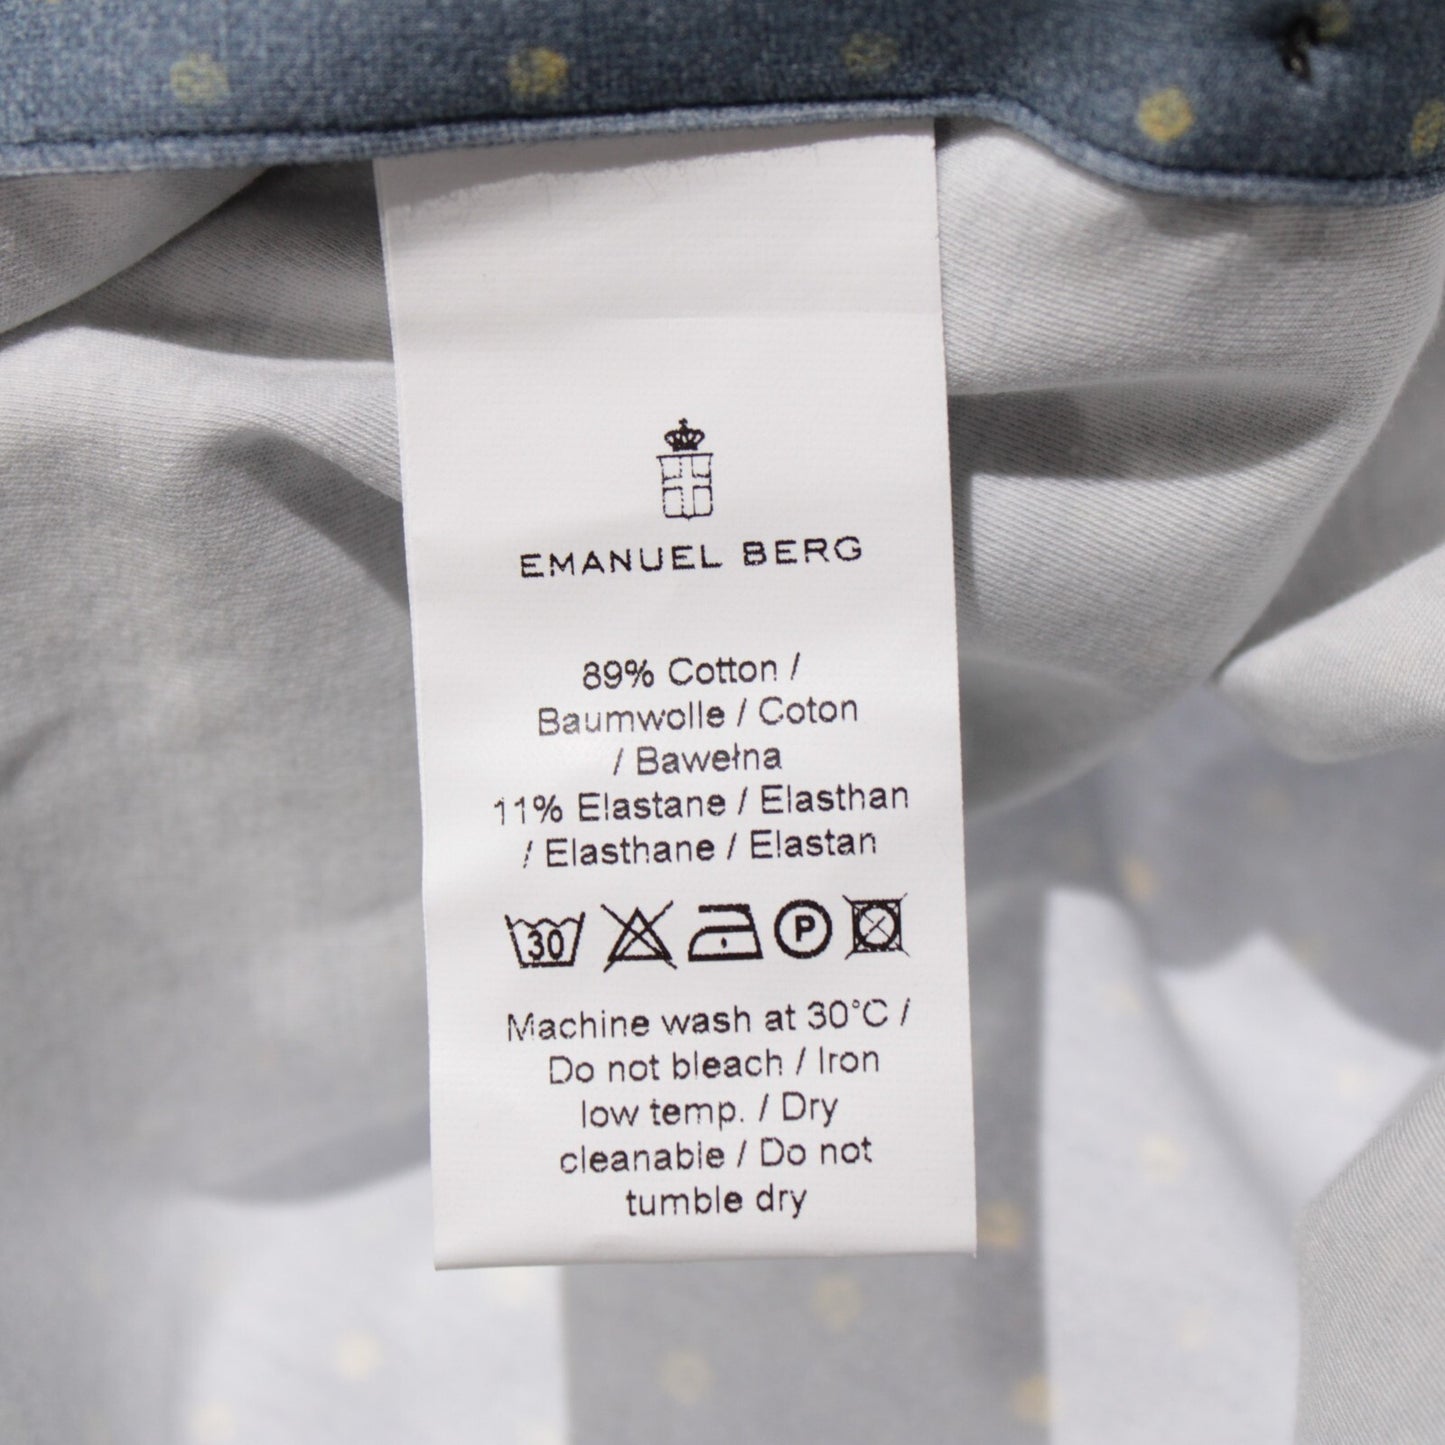 EMANUEL BERG
89% Cotton /
Baumwolle / Coton
/ Bawełna
11% Elastane / Elasthan
/ Elasthane / Elastan
30 P
Machine wash at 30°C /
Do not bleach / Iron
low temp. / Dry
cleanable / Do not
tumble dry